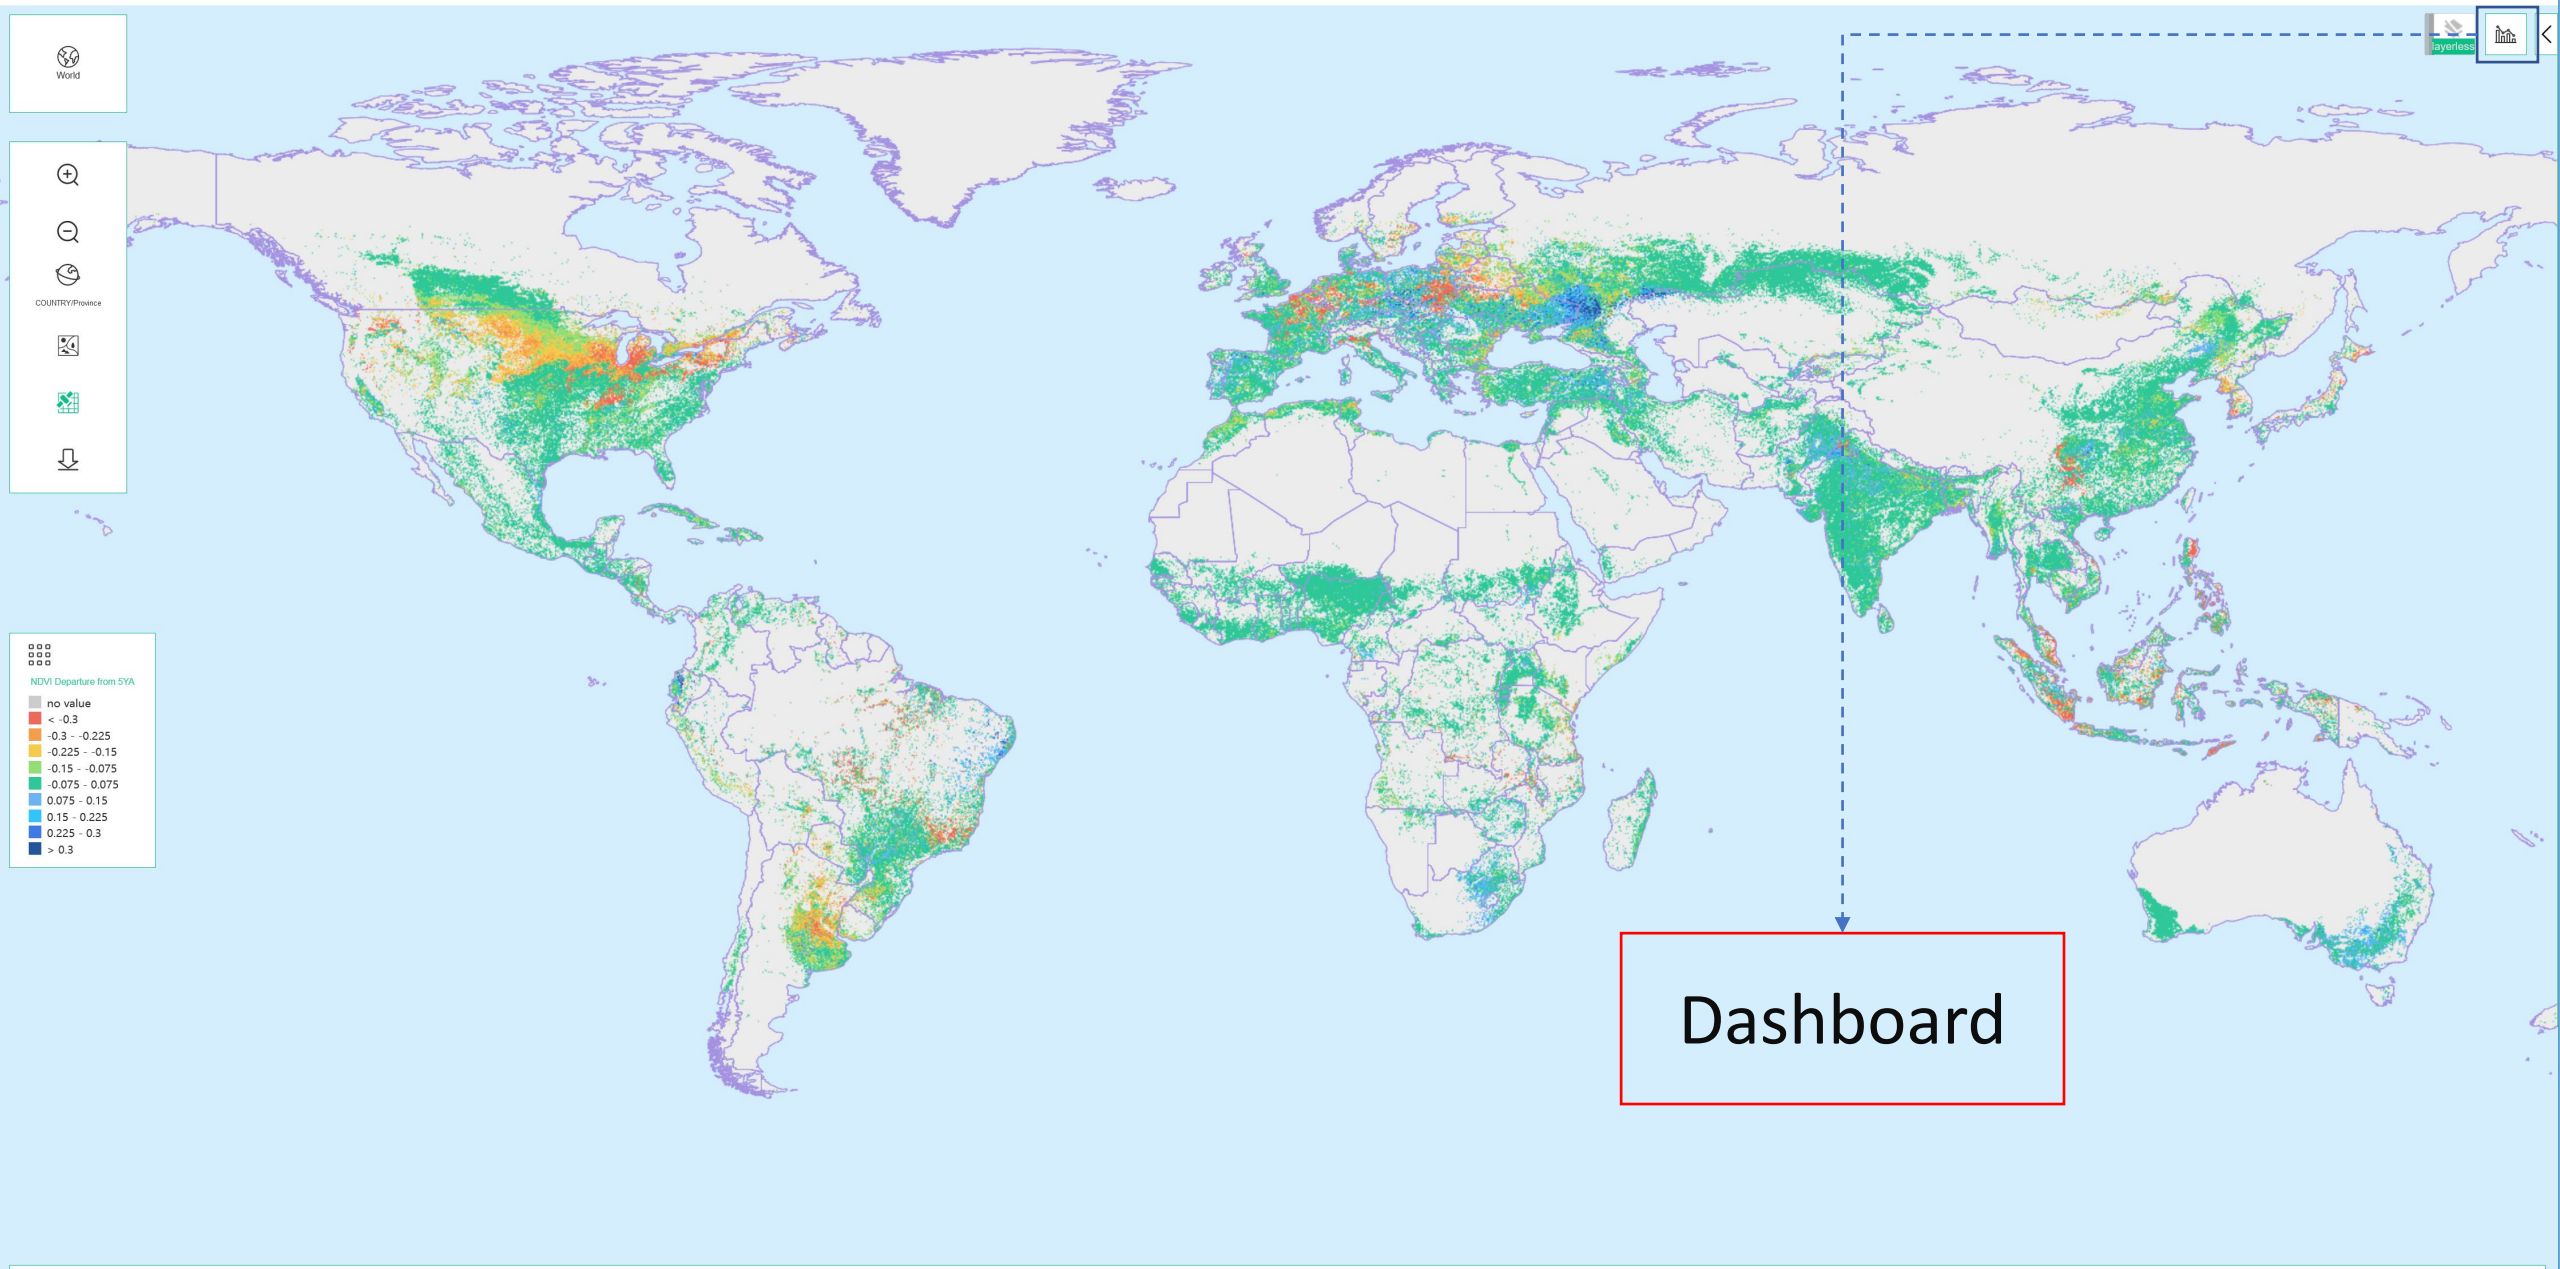 World
layerless
COUNTRY/Province
NDVI Departure from 5YA
no value
< -0.3
-0.3 - -0.225
-0.225 - -0.15
-0.15 - -0.075
-0.075 - 0.075
0.075 - 0.15
0.15 - 0.225
0.225 - 0.3
> 0.3
Dashboard